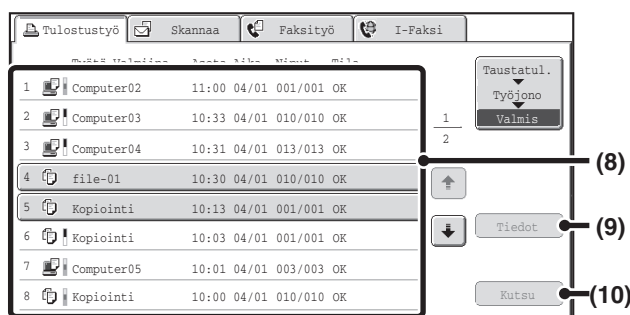 Tulostustyö Skannaa Faksityö I-Faksi
1 Computer02 11:00 04/01 001/001 OK
2 Computer03 10:33 04/01 010/010 OK
3 Computer04 10:31 04/01 013/013 OK
4 file-01 10:30 04/01 010/010 OK
5 Kopiointi 10:13 04/01 001/001 OK
6 Kopiointi 10:03 04/01 001/001 OK
7 Computer05 10:01 04/01 003/003 OK
8 Kopiointi 10:00 04/01 010/010 OK
1
2
Taustatul.
Työjono
Valmis
(8)
Tiedot (9)
Kutsu (10)